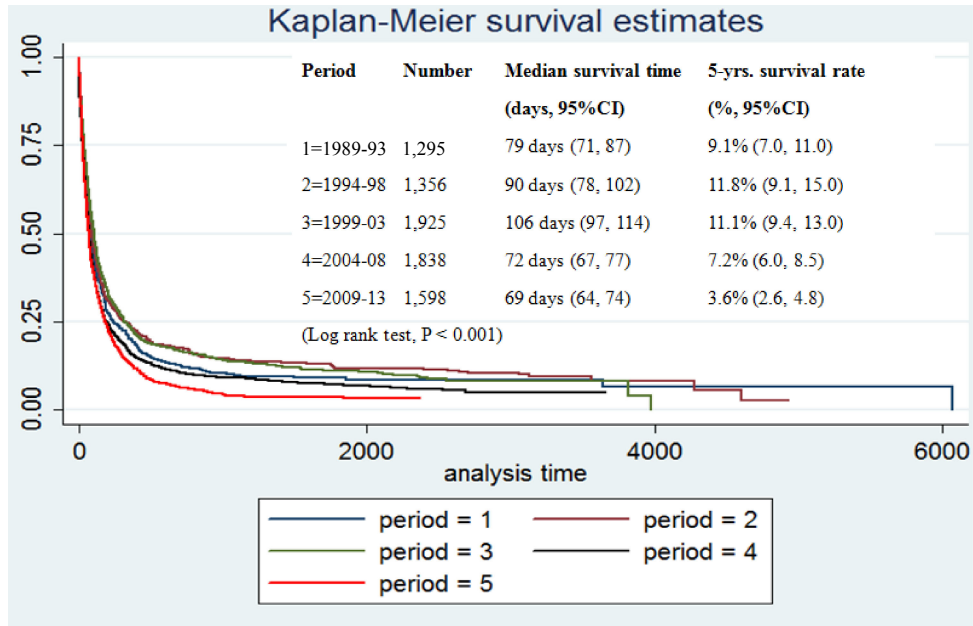 Kaplan-Meier survival estimates
1.00
0.75
0.50
0.25
0.00
Period Number Median survival time 5-yrs. survival rate
(days, 95%CI) (%, 95%CI)
1=1989-93 1,295 79 days (71, 87) 9.1% (7.0, 11.0)
2=1994-98 1,356 90 days (78, 102) 11.8% (9.1, 15.0)
3=1999-03 1,925 106 days (97, 114) 11.1% (9.4, 13.0)
4=2004-08 1,838 72 days (67, 77) 7.2% (6.0, 8.5)
5=2009-13 1,598 69 days (64, 74) 3.6% (2.6, 4.8)
(Log rank test, P < 0.001)
0 2000 4000 6000
analysis time
period = 1 period = 2
period = 3 period = 4
period = 5